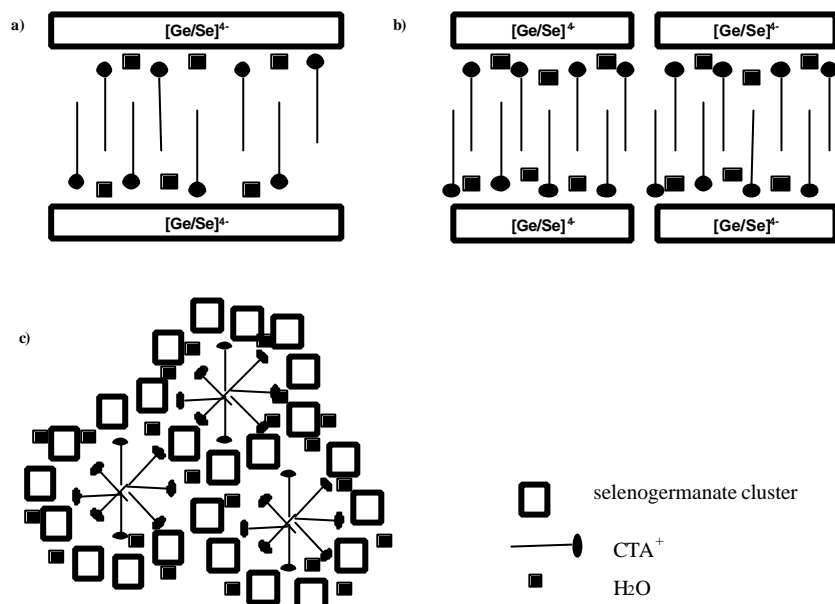 a)
[Ge/Se]4-
[Ge/Se]4-
b)
[Ge/Se]4- [Ge/Se]4-
[Ge/Se]4- [Ge/Se]4-
c)
selenogermanate cluster
CTA+
H2O